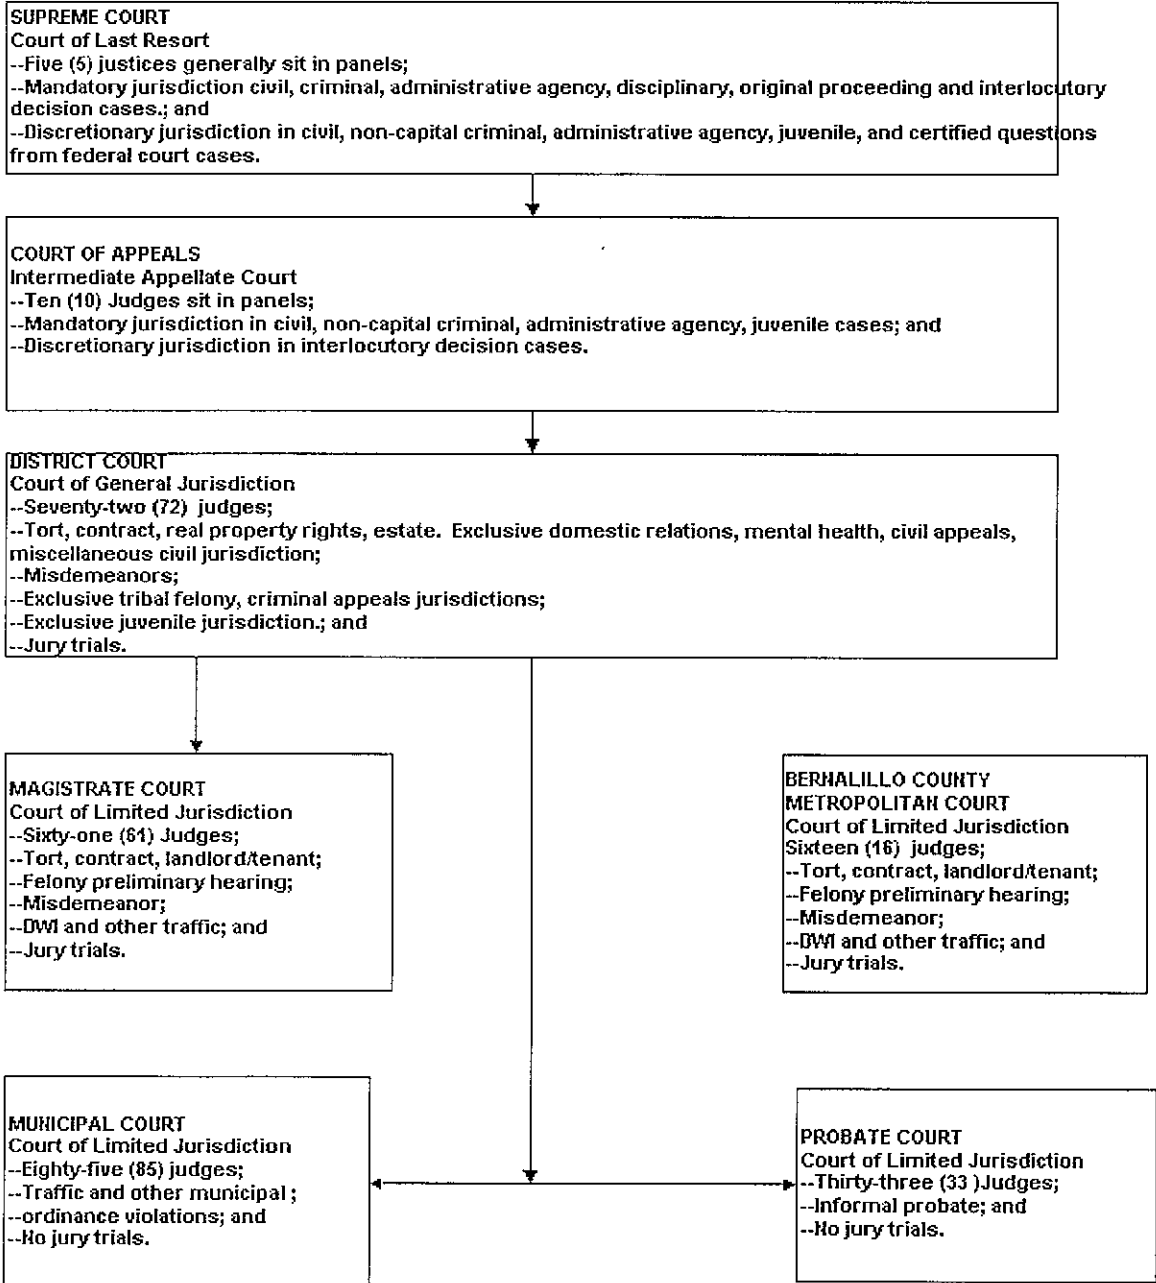 SUPREME COURT
Court of Last Resort
--Five (5) justices generally sit in panels;
--Mandatory jurisdiction civil, criminal, administrative agency, disciplinary, original proceeding and interlocutory
decision cases.; and
--Discretionary jurisdiction in civil, non-capital criminal, administrative agency, juvenile, and certified questions
from federal court cases.
COURT OF APPEALS
Intermediate Appellate Court
--Ten (10) Judges sit in panels;
--Mandatory jurisdiction in civil, non-capital criminal, administrative agency, juvenile cases; and
--Discretionary jurisdiction in interlocutory decision cases.
DISTRICT COURT
Court of General Jurisdiction
--Seventy-two (72) judges;
--Tort, contract, real property rights, estate. Exclusive domestic relations, mental health, civil appeals,
miscellaneous civil jurisdiction;
--Misdemeanors;
--Exclusive tribal felony, criminal appeals jurisdictions;
--Exclusive juvenile jurisdiction.; and
--Jury trials.
MAGISTRATE COURT
Court of Limited Jurisdiction
--Sixty-one (61) Judges;
--Tort, contract, landlord/tenant;
--Felony preliminary hearing;
--Misdemeanor;
--DWI and other traffic; and
--Jury trials.
BERNALILLO COUNTY
METROPOLITAN COURT
Court of Limited Jurisdiction
Sixteen (16) judges;
--Tort, contract, landlord/tenant;
--Felony preliminary hearing;
--Misdemeanor;
--DWI and other traffic; and
--Jury trials.
MUNICIPAL COURT
Court of Limited Jurisdiction
--Eighty-five (85) judges;
--Traffic and other municipal ;
--ordinance violations; and
--No jury trials.
PROBATE COURT
Court of Limited Jurisdiction
--Thirty-three (33 )Judges;
--Informal probate; and
--No jury trials.